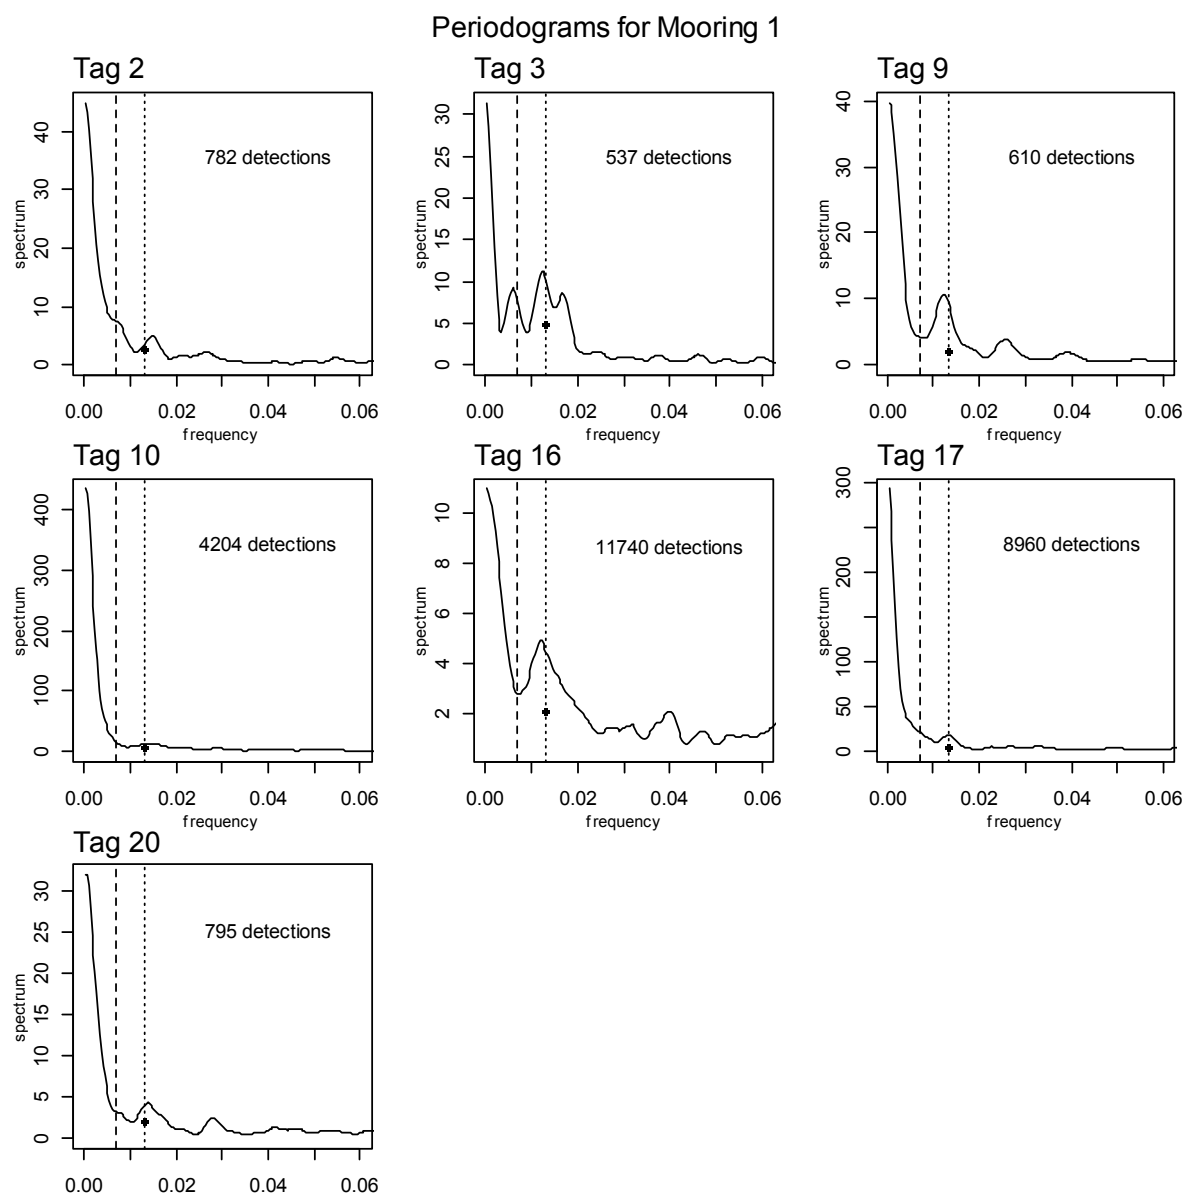 Periodograms for Mooring 1
Tag 2
Tag 3
Tag 9
782 detections
537 detections
610 detections
spectrum
0 10 20 30 40
spectrum
0 5 10 15 20 25 30
spectrum
0 10 20 30 40
0.00 0.02 0.04 0.06
0.00 0.02 0.04 0.06
0.00 0.02 0.04 0.06
frequency
frequency
frequency
Tag 10
Tag 16
Tag 17
4204 detections
11740 detections
8960 detections
spectrum
0 100 200 300 400
spectrum
2 4 6 8 10
spectrum
0 50 100 200 300
0.00 0.02 0.04 0.06
0.00 0.02 0.04 0.06
0.00 0.02 0.04 0.06
frequency
frequency
frequency
Tag 20
795 detections
spectrum
0 5 10 15 20 25 30
0.00 0.02 0.04 0.06